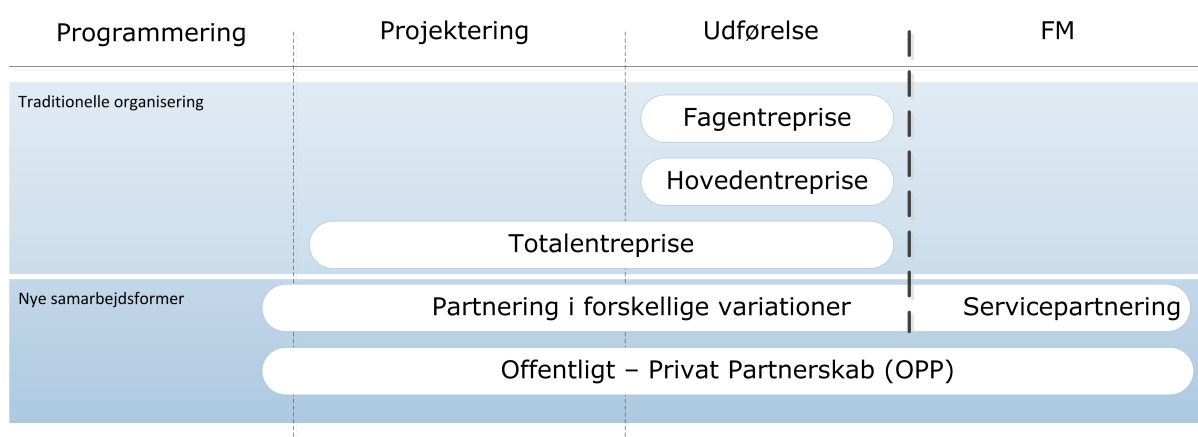 Programmering
Projektering
Udførelse
FM
Traditionelle organisering
Fagentreprise
Hovedentreprise
Totalentreprise
Nye samarbejdsformer
Partnering i forskellige variationer
Servicepartnering
Offentligt – Privat Partnerskab (OPP)